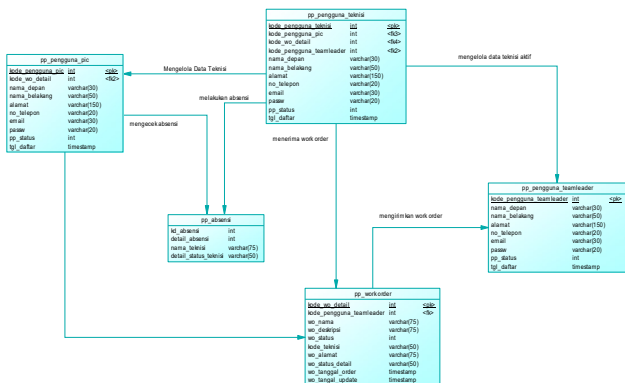 pp_pengguna_teknisi
kode_pengguna_teknisi int <pk>
kode_pengguna_pic int <fk3>
kode_wo_detail int <fk4>
kode_pengguna_teamleader int <fk2>
nama_depan varchar(30)
nama_belakang varchar(50)
alamat varchar(150)
no_telepon varchar(20)
email varchar(30)
passw varchar(20)
pp_status int
tgl_daftar timestamp
pp_pengguna_pic
kode_pengguna_pic int <pk>
kode_wo_detail int <fk2>
nama_depan varchar(30)
nama_belakang varchar(50)
alamat varchar(150)
no_telepon varchar(20)
email varchar(30)
passw varchar(20)
pp_status int
tgl_daftar timestamp
Mengelola Data Teknisi
mengelola data teknisi aktif
melakukan absensi
mengecek absensi
menerima work order
pp_absensi
kd_absensi int
detail_absensi int
nama_teknisi varchar(75)
detail_status_teknisi varchar(50)
pp_pengguna_teamleader
kode_pengguna_teamleader int <pk>
nama_depan varchar(30)
nama_belakang varchar(50)
alamat varchar(150)
no_telepon varchar(20)
email varchar(30)
passw varchar(20)
pp_status int
tgl_daftar timestamp
mengirimkan work order
pp_workorder
kode_wo_detail int <pk>
kode_pengguna_teamleader int <fk>
wo_nama varchar(75)
wo_deskripsi varchar(75)
wo_status int
kode_teknisi varchar(50)
wo_alamat varchar(75)
wo_status_detail varchar(50)
wo_tanggal_order timestamp
wo_tangal_update timestamp